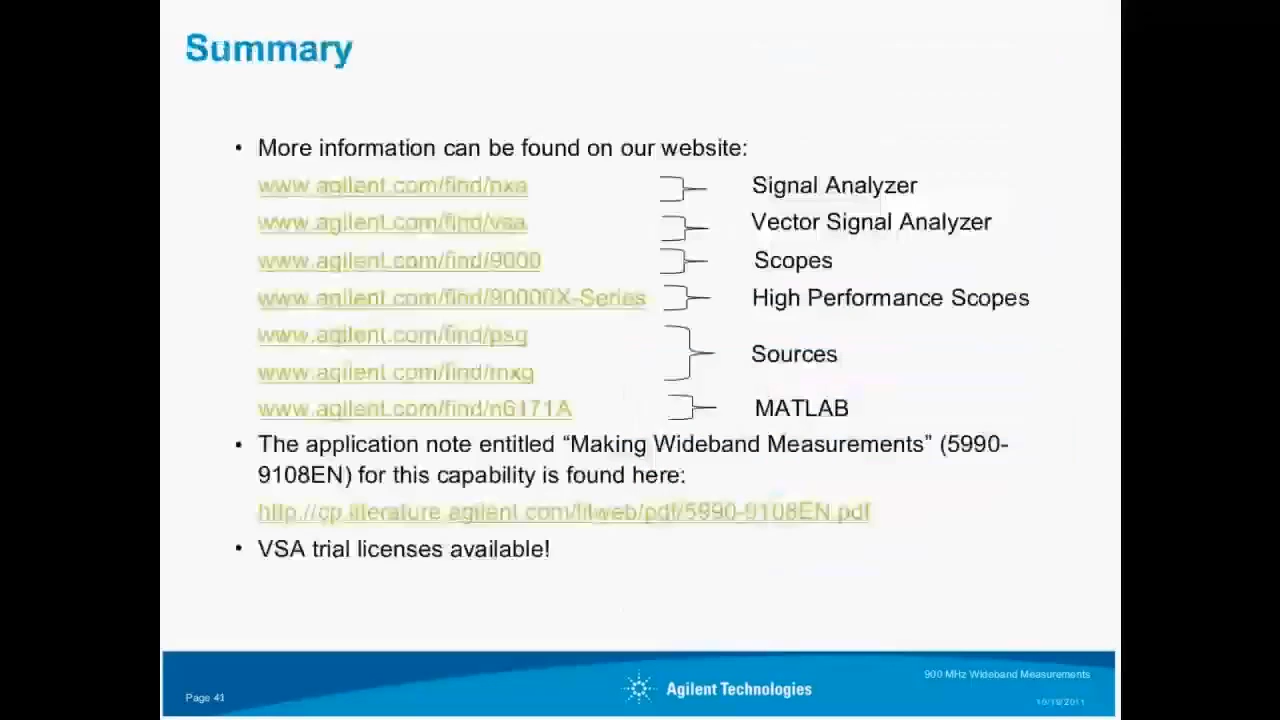 Summary
• More information can be found on our website:
www.agilent.com/find/pxa Signal Analyzer
www.agilent.com/find/vsa Vector Signal Analyzer
www.agilent.com/find/9000 Scopes
www.agilent.com/find/90000X-Series High Performance Scopes
www.agilent.com/find/psg
Sources
www.agilent.com/find/mxg
www.agilent.com/find/n6171A MATLAB
• The application note entitled “Making Wideband Measurements” (5990-
9108EN) for this capability is found here:
http://cp.literature.agilent.com/litweb/pdf/5990-9108EN.pdf
• VSA trial licenses available!
900 MHz Wideband Measurements
Agilent Technologies
Page 41
10/19/2011